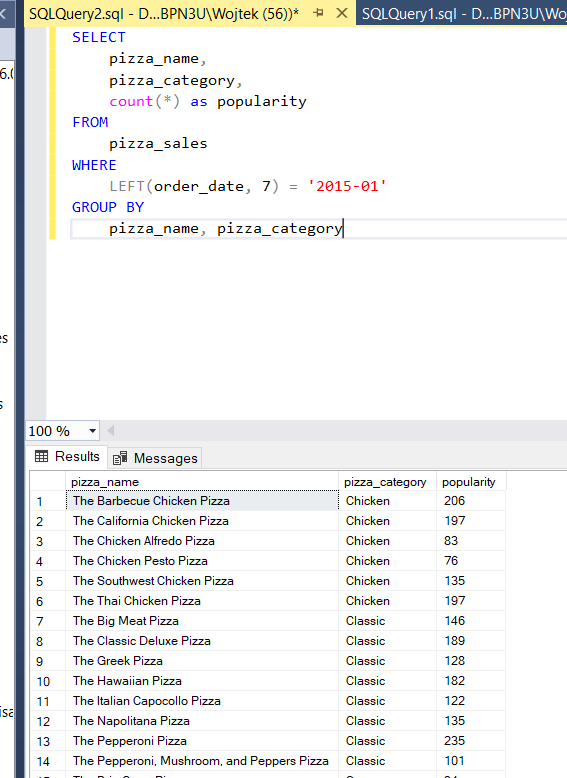 SQLQuery2.sql - D...BPN3U\Wojtek (56))* SQLQuery1.sql - D...BPN3U\Woj
SELECT
pizza_name,
pizza_category,
count(*) as popularity
FROM
pizza_sales
WHERE
LEFT(order_date, 7) = '2015-01'
GROUP BY
pizza_name, pizza_category
100 %
Results Messages
pizza_name pizza_category popularity
1 The Barbecue Chicken Pizza Chicken 206
2 The California Chicken Pizza Chicken 197
3 The Chicken Alfredo Pizza Chicken 83
4 The Chicken Pesto Pizza Chicken 76
5 The Southwest Chicken Pizza Chicken 135
6 The Thai Chicken Pizza Chicken 197
7 The Big Meat Pizza Classic 146
8 The Classic Deluxe Pizza Classic 189
9 The Greek Pizza Classic 128
10 The Hawaiian Pizza Classic 182
11 The Italian Capocollo Pizza Classic 122
12 The Napolitana Pizza Classic 135
13 The Pepperoni Pizza Classic 235
14 The Pepperoni, Mushroom, and Peppers Pizza Classic 101